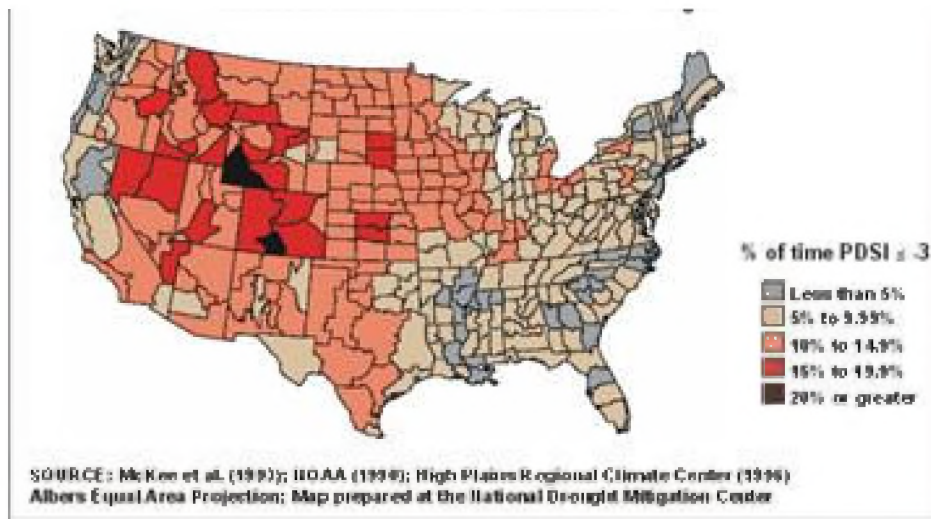 % of time PDSI ≤ -3
Less than 5%
5% to 9.99%
10% to 14.9%
15% to 19.9%
20% or greater
SOURCE: McKee et al. (1993); NOAA (1990); High Plains Regional Climate Center (1996)
Albers Equal Area Projection; Map prepared at the National Drought Mitigation Center